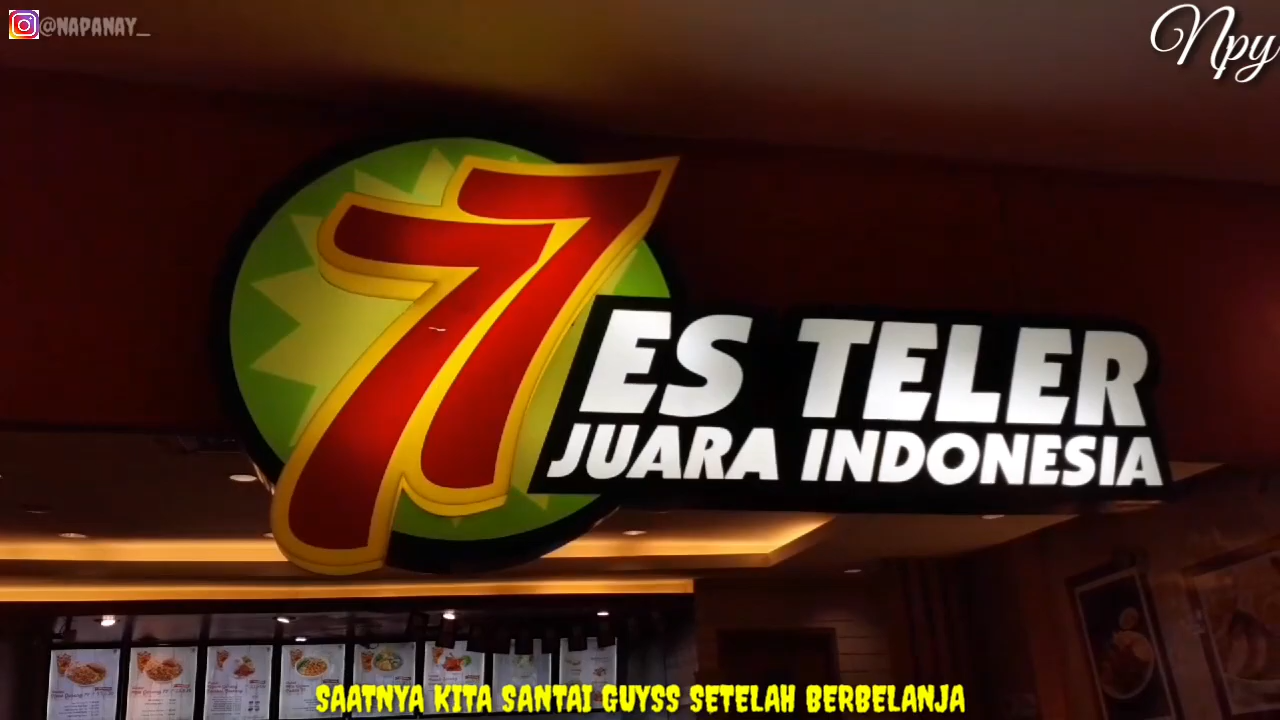 @NAPANAY_
Npy
77
ES TELER
JUARA INDONESIA
SAATNYA KITA SANTAI GUYSS SETELAH BERBELANJA